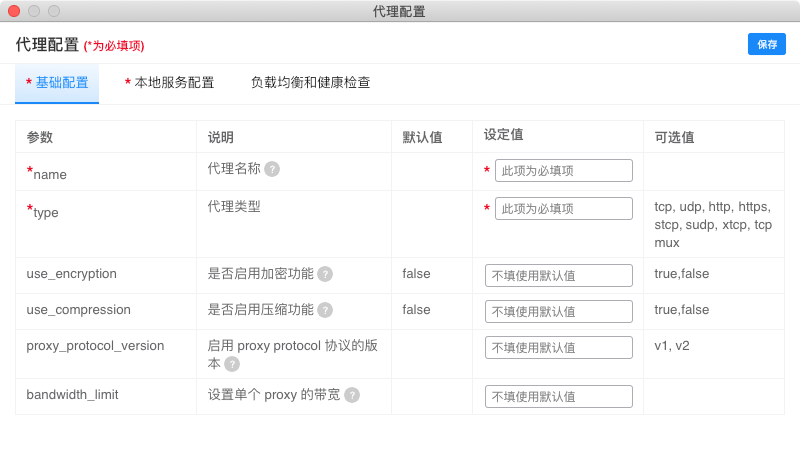 代理配置
代理配置 (*为必填项)
保存
* 基础配置 * 本地服务配置 负载均衡和健康检查
参数 说明 默认值 设定值 可选值
*name 代理名称 ? * 此项为必填项
*type 代理类型 * 此项为必填项 tcp, udp, http, https,
stcp, sudp, xtcp, tcp
mux
use_encryption 是否启用加密功能 ? false 不填使用默认值 true,false
use_compression 是否启用压缩功能 ? false 不填使用默认值 true,false
proxy_protocol_version 启用 proxy protocol 协议的版 不填使用默认值 v1, v2
本 ?
bandwidth_limit 设置单个 proxy 的带宽 ? 不填使用默认值